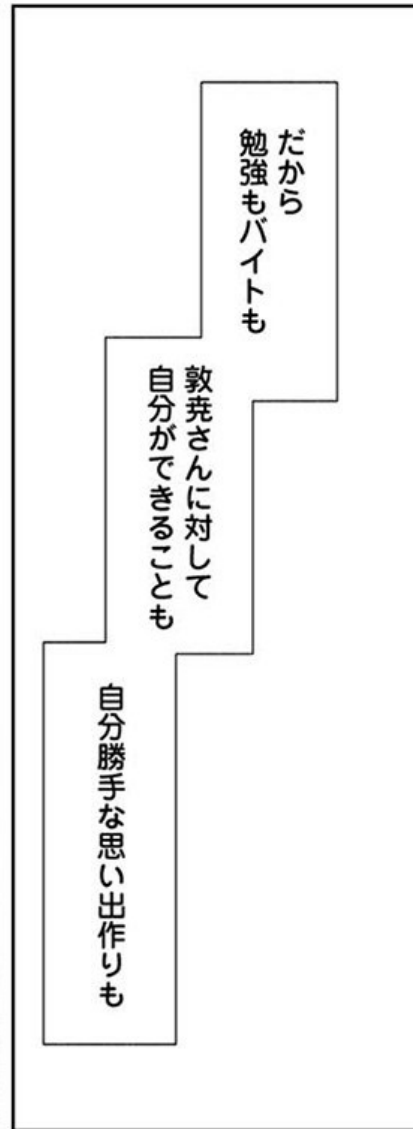 だから
勉強もバイトも
敦尭さんに対して
自分ができることも
自分勝手な思い出作りも